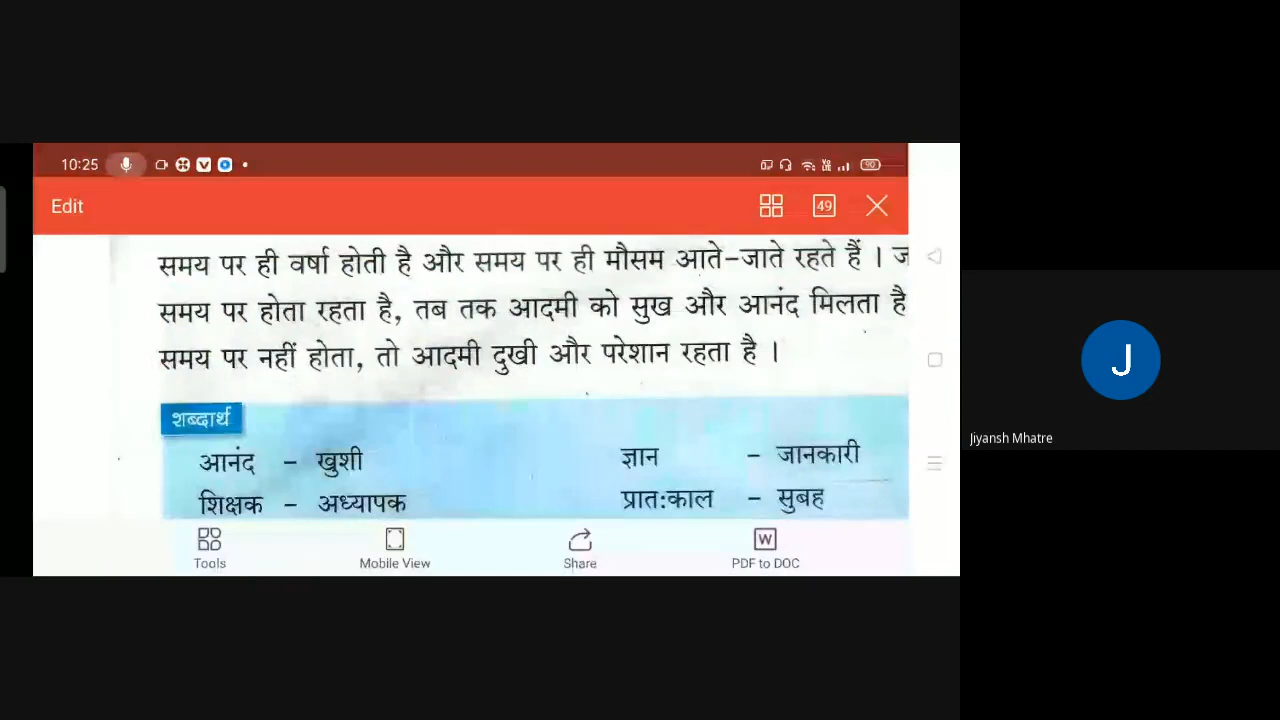 10:25
Edit
49
समय पर ही वर्षा होती है और समय पर ही मौसम आते-जाते रहते हैं ।
समय पर होता रहता है, तब तक आदमी को सुख और आनंद मिलता है
समय पर नहीं होता, तो आदमी दुखी और परेशान रहता है ।
शब्दार्थ
आनंद – खुशी ज्ञान – जानकारी
शिक्षक – अध्यापक प्रात:काल – सुबह
Tools Mobile View Share PDF to DOC
W
J
Jiyansh Mhatre